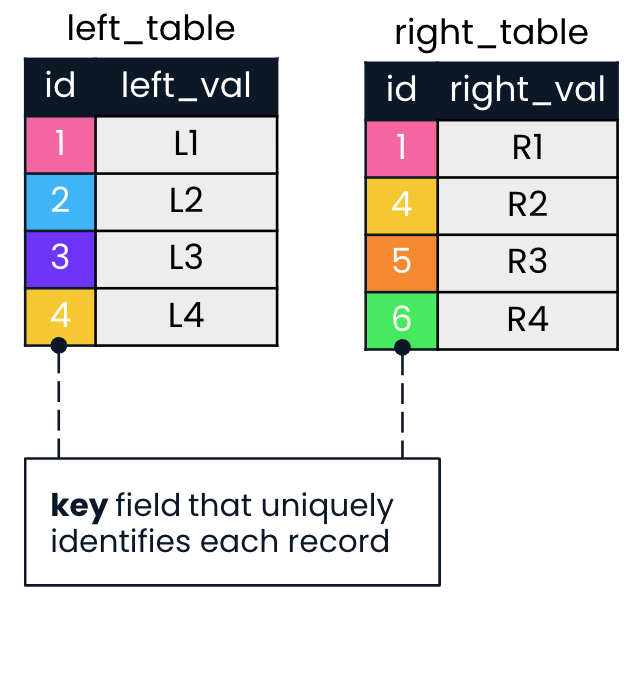 left_table
id left_val
1 L1
2 L2
3 L3
4 L4
right_table
id right_val
1 R1
4 R2
5 R3
6 R4
key field that uniquely
identifies each record